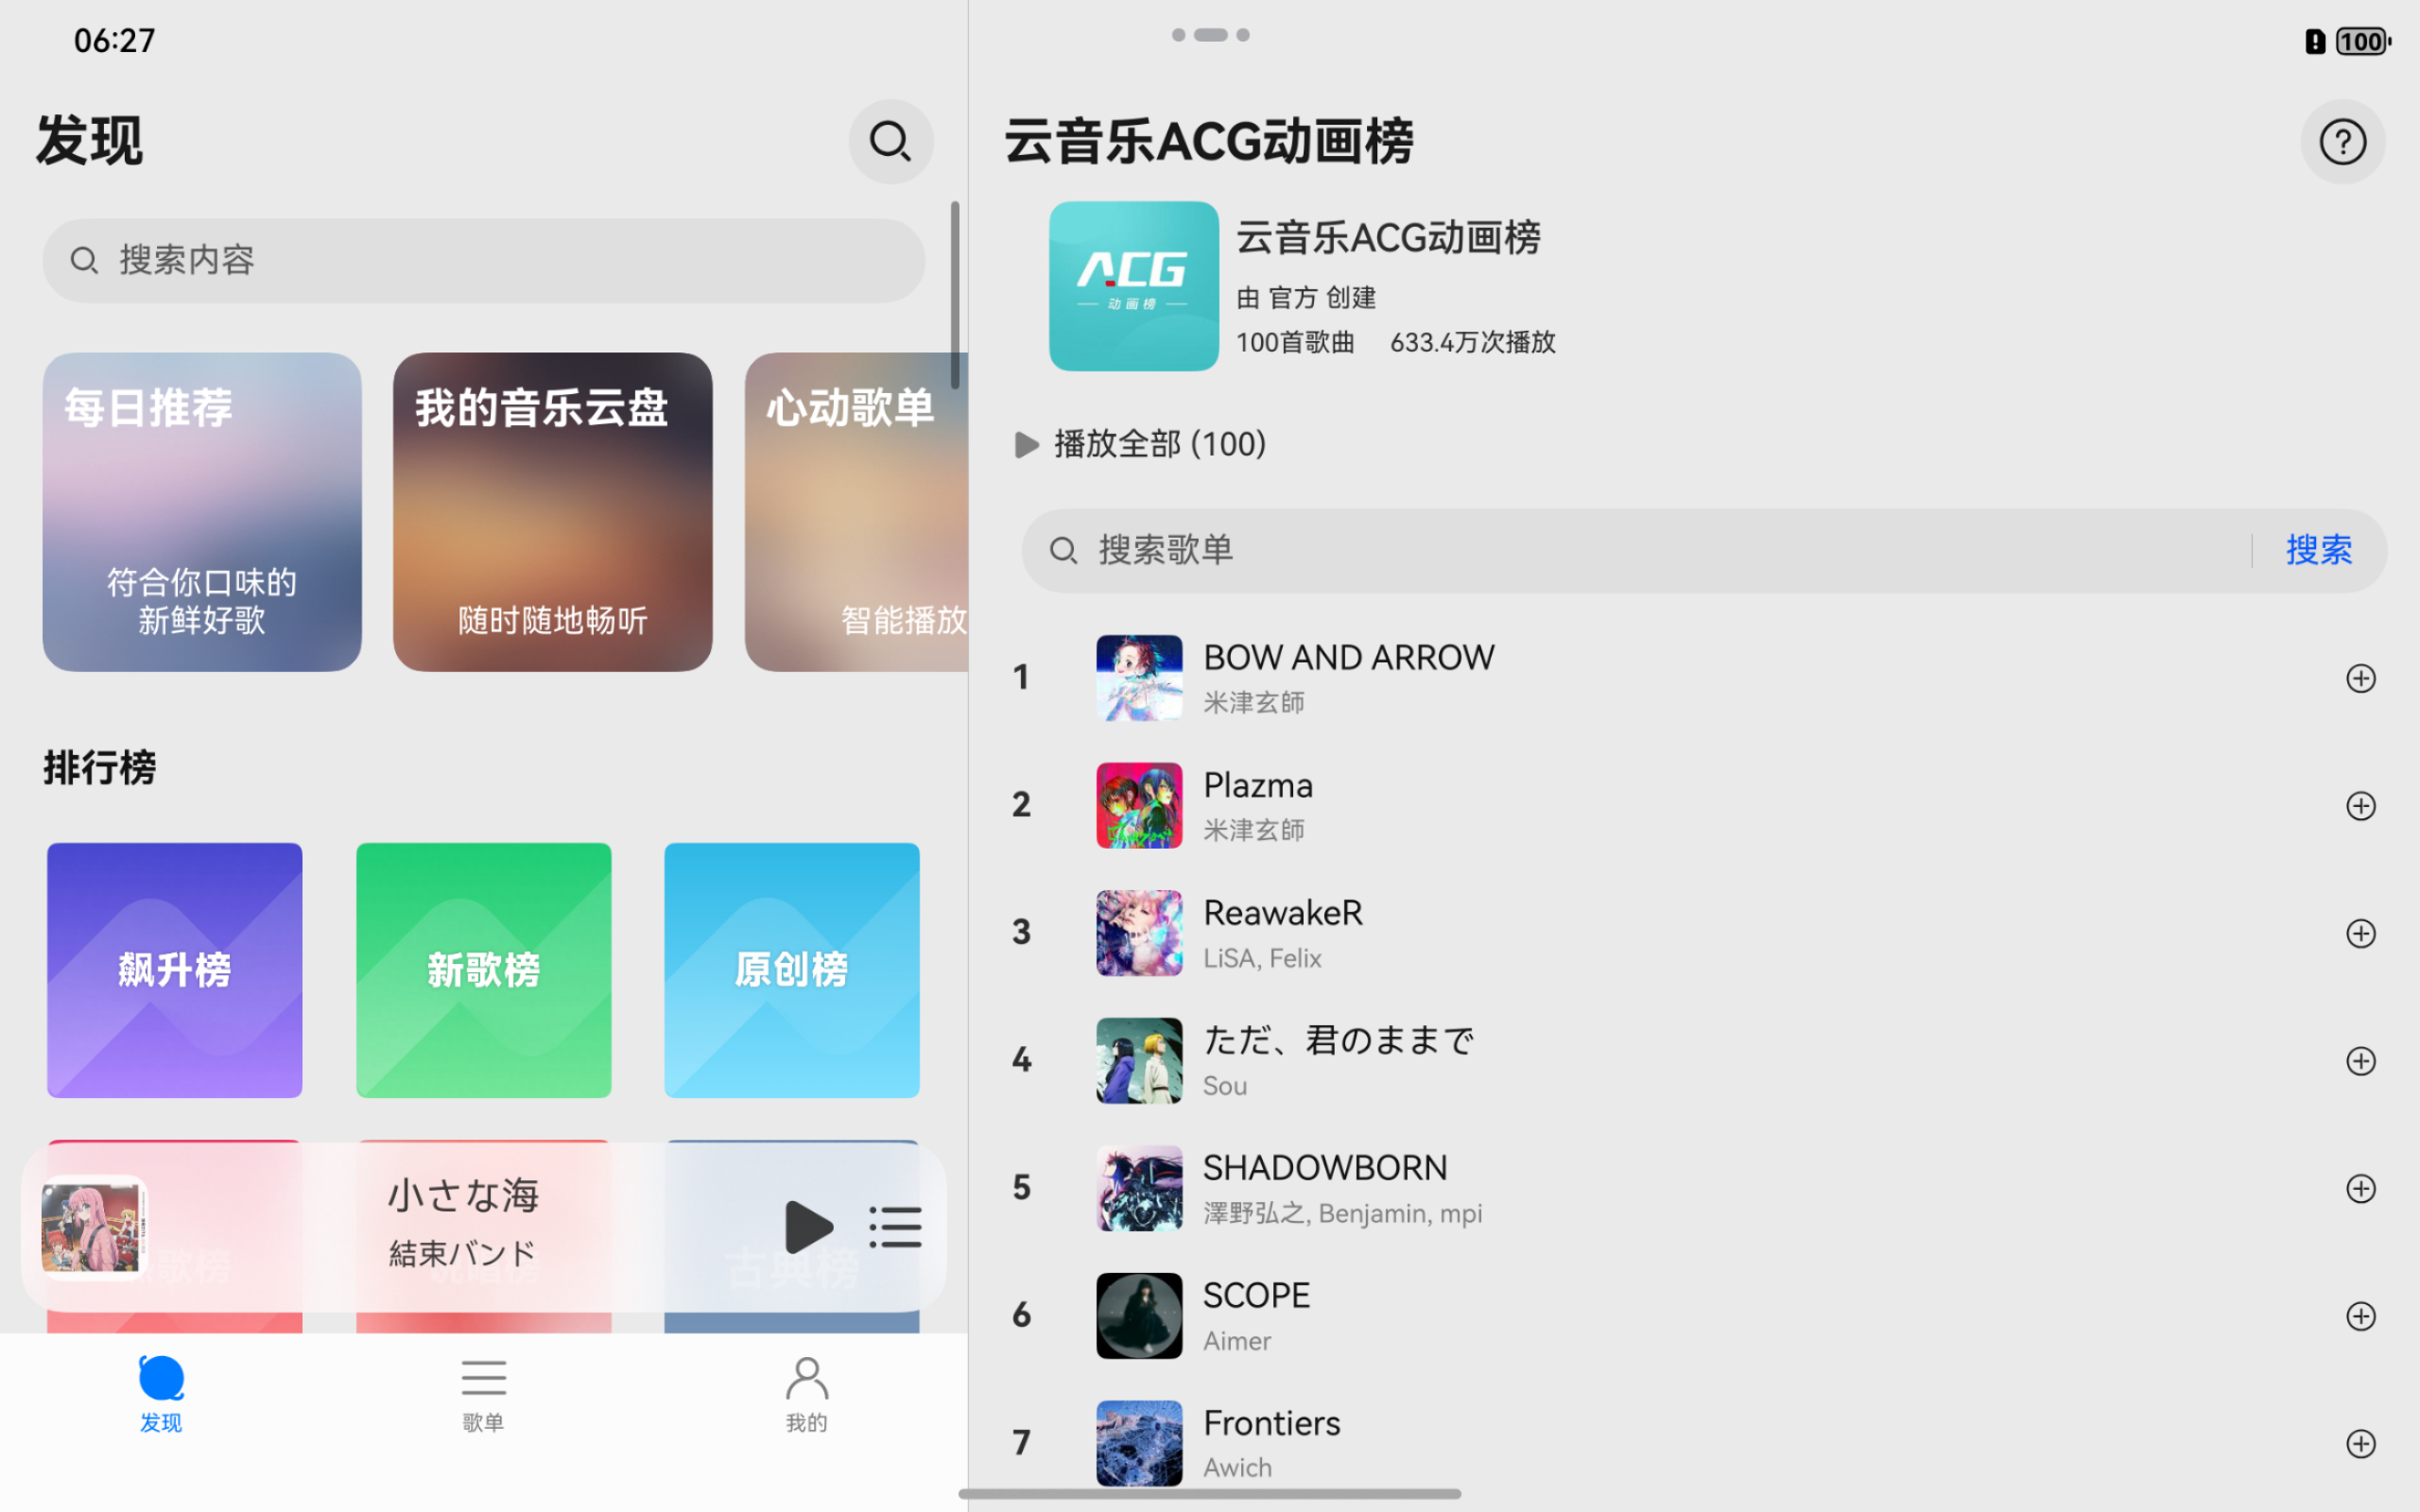 06:27
100
发现
搜索内容
每日推荐
符合你口味的
新鲜好歌
我的音乐云盘
随时随地畅听
心动歌单
智能播放
排行榜
飙升榜
新歌榜
原创榜
歌榜
古典榜
小さな海
結束バンド
发现
歌单
我的
云音乐ACG动画榜
ACG
动画榜
云音乐ACG动画榜
由 官方 创建
100首歌曲 633.4万次播放
播放全部 (100)
搜索歌单
搜索
1
BOW AND ARROW
米津玄師
2
Plazma
米津玄師
3
ReawakeR
LiSA, Felix
4
ただ、君のままで
Sou
5
SHADOWBORN
澤野弘之, Benjamin, mpi
6
SCOPE
Aimer
7
Frontiers
Awich